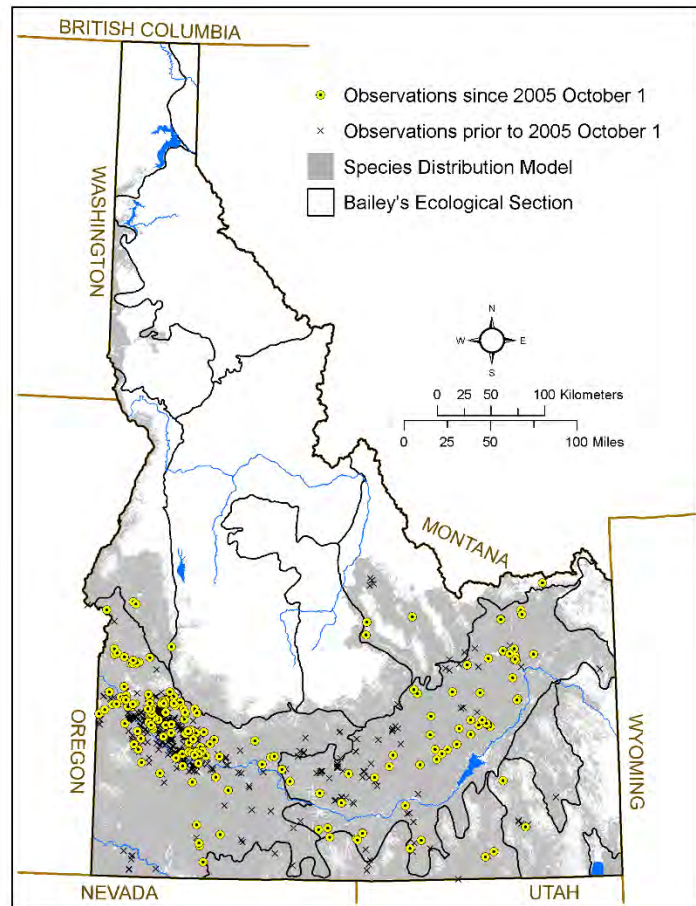 BRITISH COLUMBIA
Observations since 2005 October 1
Observations prior to 2005 October 1
Species Distribution Model
Bailey's Ecological Section
WASHINGTON
N
W E
S
0 25 50 100 Kilometers
0 25 50 100 Miles
MONTANA
OREGON
WYOMING
NEVADA
UTAH